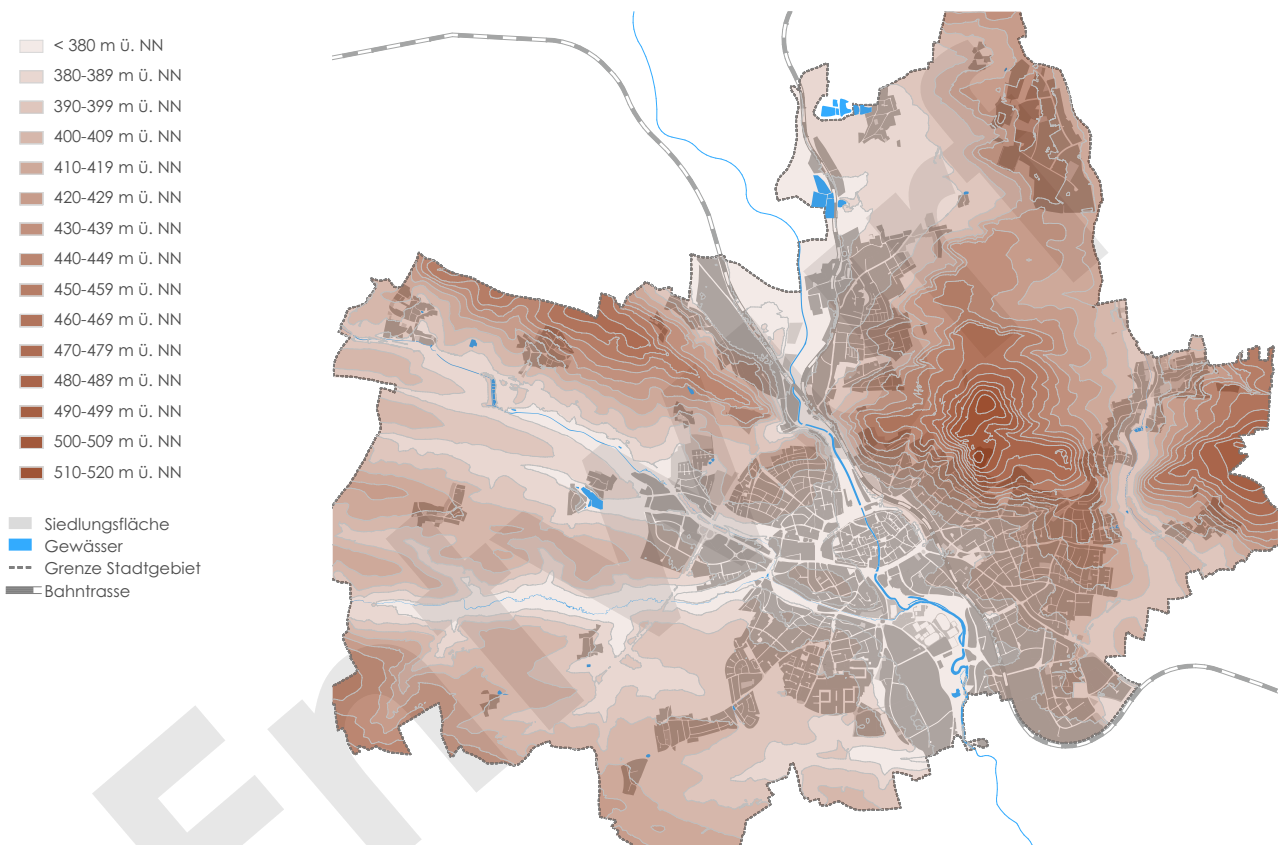 < 380 m ü. NN
380-389 m ü. NN
390-399 m ü. NN
400-409 m ü. NN
410-419 m ü. NN
420-429 m ü. NN
430-439 m ü. NN
440-449 m ü. NN
450-459 m ü. NN
460-469 m ü. NN
470-479 m ü. NN
480-489 m ü. NN
490-499 m ü. NN
500-509 m ü. NN
510-520 m ü. NN
Siedlungsfläche
Gewässer
Grenze Stadtgebiet
Bahntrasse